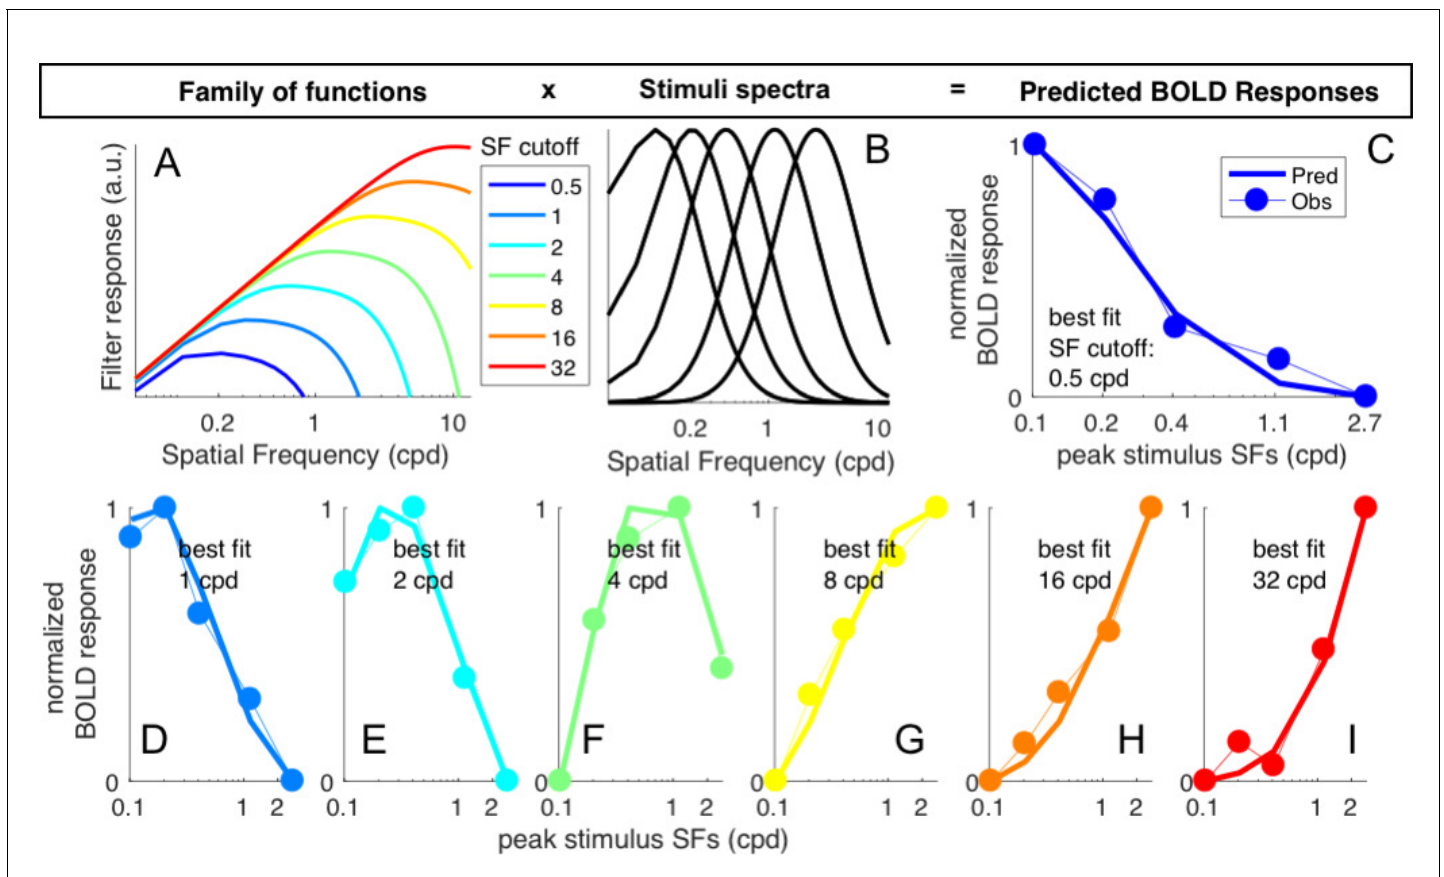 Family of functions x Stimuli spectra = Predicted BOLD Responses
A
Filter response (a.u.)
0.2 1 10
Spatial Frequency (cpd)
SF cutoff
0.5
1
2
4
8
16
32
B
0.2 1 10
Spatial Frequency (cpd)
C
normalized
BOLD response
1
0
Pred
Obs
best fit
SF cutoff:
0.5 cpd
0.1 0.2 0.4 1.1 2.7
peak stimulus SFs (cpd)
normalized
BOLD response
1
best fit
1 cpd
D
0
0.1 1 2
1
best fit
2 cpd
E
0
0.1 1 2
1
best fit
4 cpd
F
0
0.1 1 2
1
best fit
8 cpd
G
0
0.1 1 2
1
best fit
16 cpd
H
0
0.1 1 2
1
best fit
32 cpd
I
0
0.1 1 2
peak stimulus SFs (cpd)